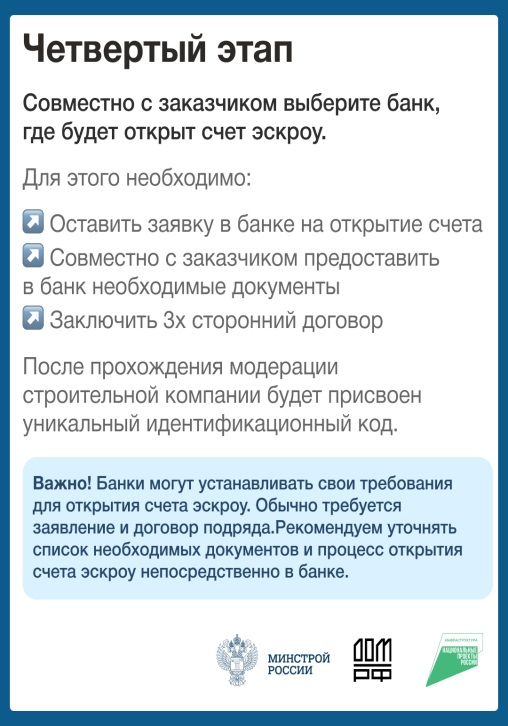 Четвертый этап
Совместно с заказчиком выберите банк,
где будет открыт счет эскроу.
Для этого необходимо:
Оставить заявку в банке на открытие счета
Совместно с заказчиком предоставить
в банк необходимые документы
Заключить 3х сторонний договор
После прохождения модерации
строительной компании будет присвоен
уникальный идентификационный код.
Важно! Банки могут устанавливать свои требования
для открытия счета эскроу. Обычно требуется
заявление и договор подряда.Рекомендуем уточнять
список необходимых документов и процесс открытия
счета эскроу непосредственно в банке.
МИНСТРОЙ
РОССИИ
ДОМ
РФ
НАЦИОНАЛЬНЫЕ
ПРОЕКТЫ
РОССИИ